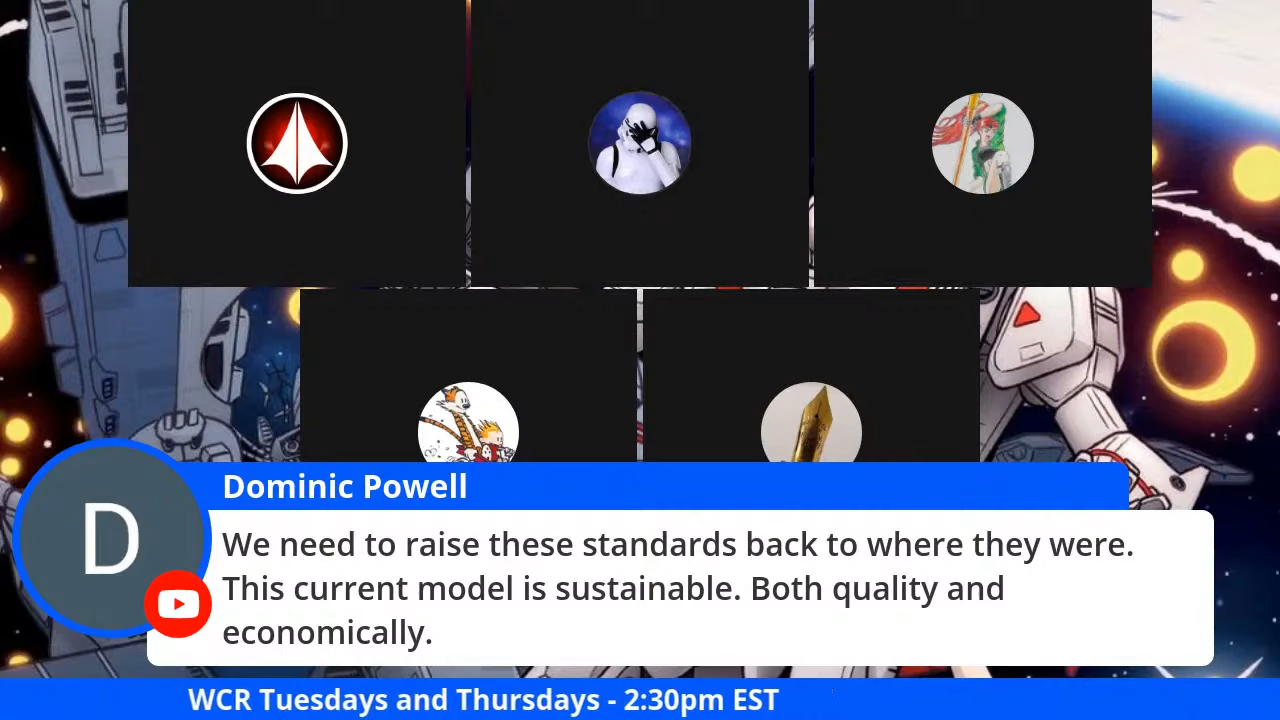 Dominic Powell
D
We need to raise these standards back to where they were.
This current model is sustainable. Both quality and
economically.
WCR Tuesdays and Thursdays - 2:30pm EST